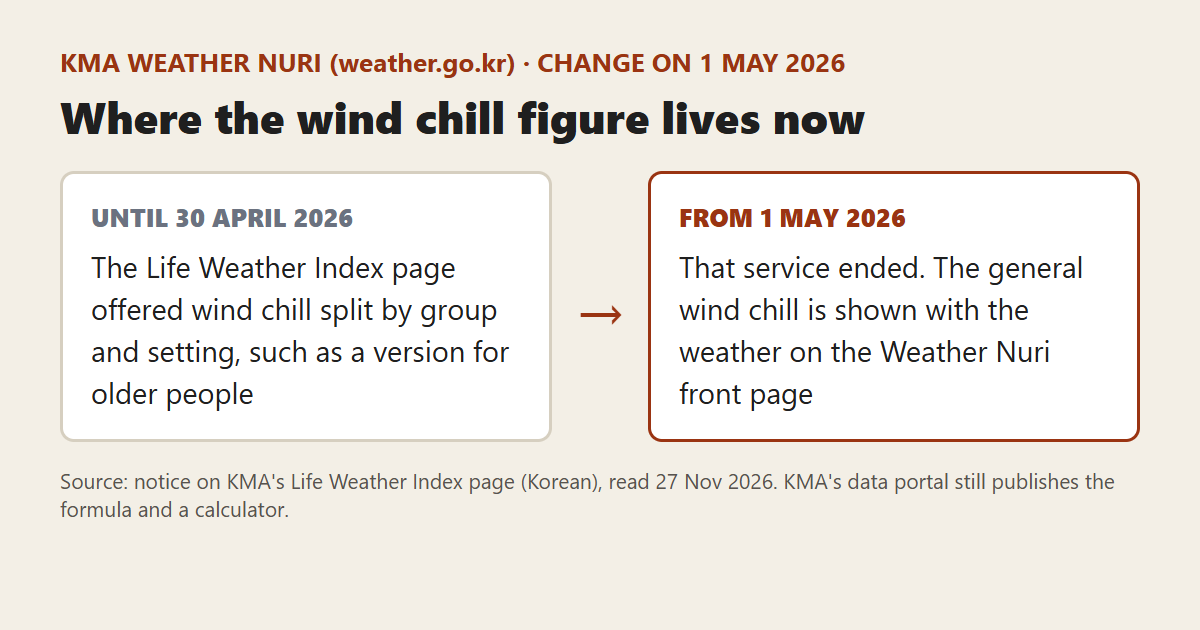 KMA WEATHER NURI (weather.go.kr) · CHANGE ON 1 MAY 2026
Where the wind chill figure lives now
UNTIL 30 APRIL 2026
The Life Weather Index page
offered wind chill split by group
and setting, such as a version for
older people
→
FROM 1 MAY 2026
That service ended. The general
wind chill is shown with the
weather on the Weather Nuri
front page
Source: notice on KMA's Life Weather Index page (Korean), read 27 Nov 2026. KMA's data portal still publishes the
formula and a calculator.